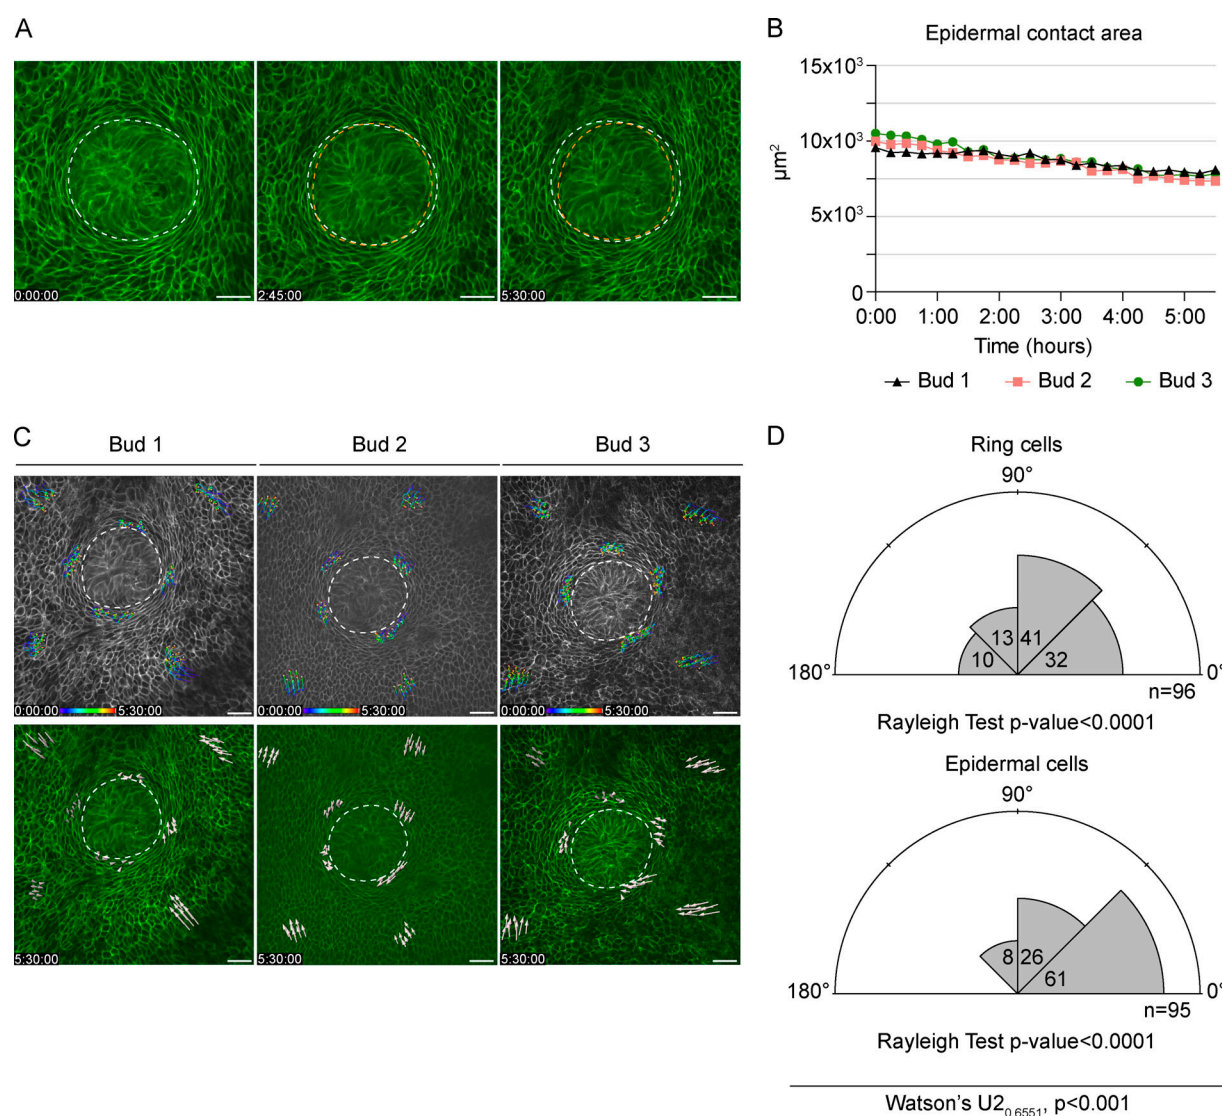 A
0:00:00
2:45:00
5:30:00
B
Epidermal contact area
15x10³
10x10³
5x10³
0
µm²
0:00 1:00 2:00 3:00 4:00 5:00
Time (hours)
Bud 1 Bud 2 Bud 3
C
Bud 1 Bud 2 Bud 3
0:00:00 5:30:00
0:00:00 5:30:00
0:00:00 5:30:00
5:30:00
5:30:00
5:30:00
D
Ring cells
90°
13 41
10 32
180° 0°
n=96
Rayleigh Test p-value<0.0001
Epidermal cells
90°
8 26
61
180° 0°
n=95
Rayleigh Test p-value<0.0001
Watson's U2₀.₆₅₅₁, p<0.001